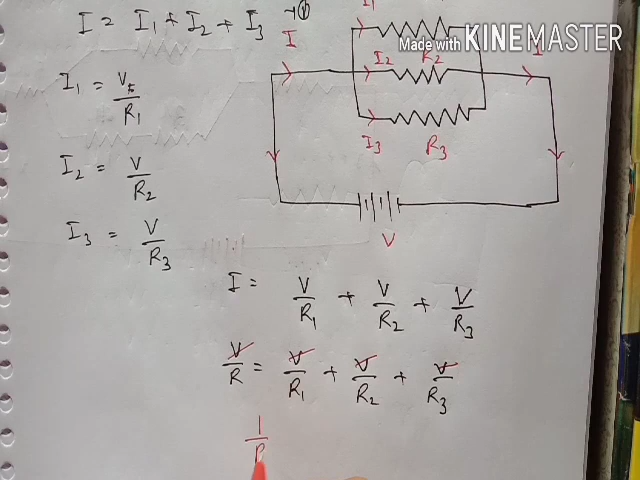 I = I₁ + I₂ + I₃ →①
I₁
Made with KINEMASTER
I
I₂
R₂
I
I₁ = V/R₁
I₃
R₃
I₂ = V/R₂
I₃ = V/R₃
V
I = V/R₁ + V/R₂ + V/R₃
V/R = V/R₁ + V/R₂ + V/R₃
1/R